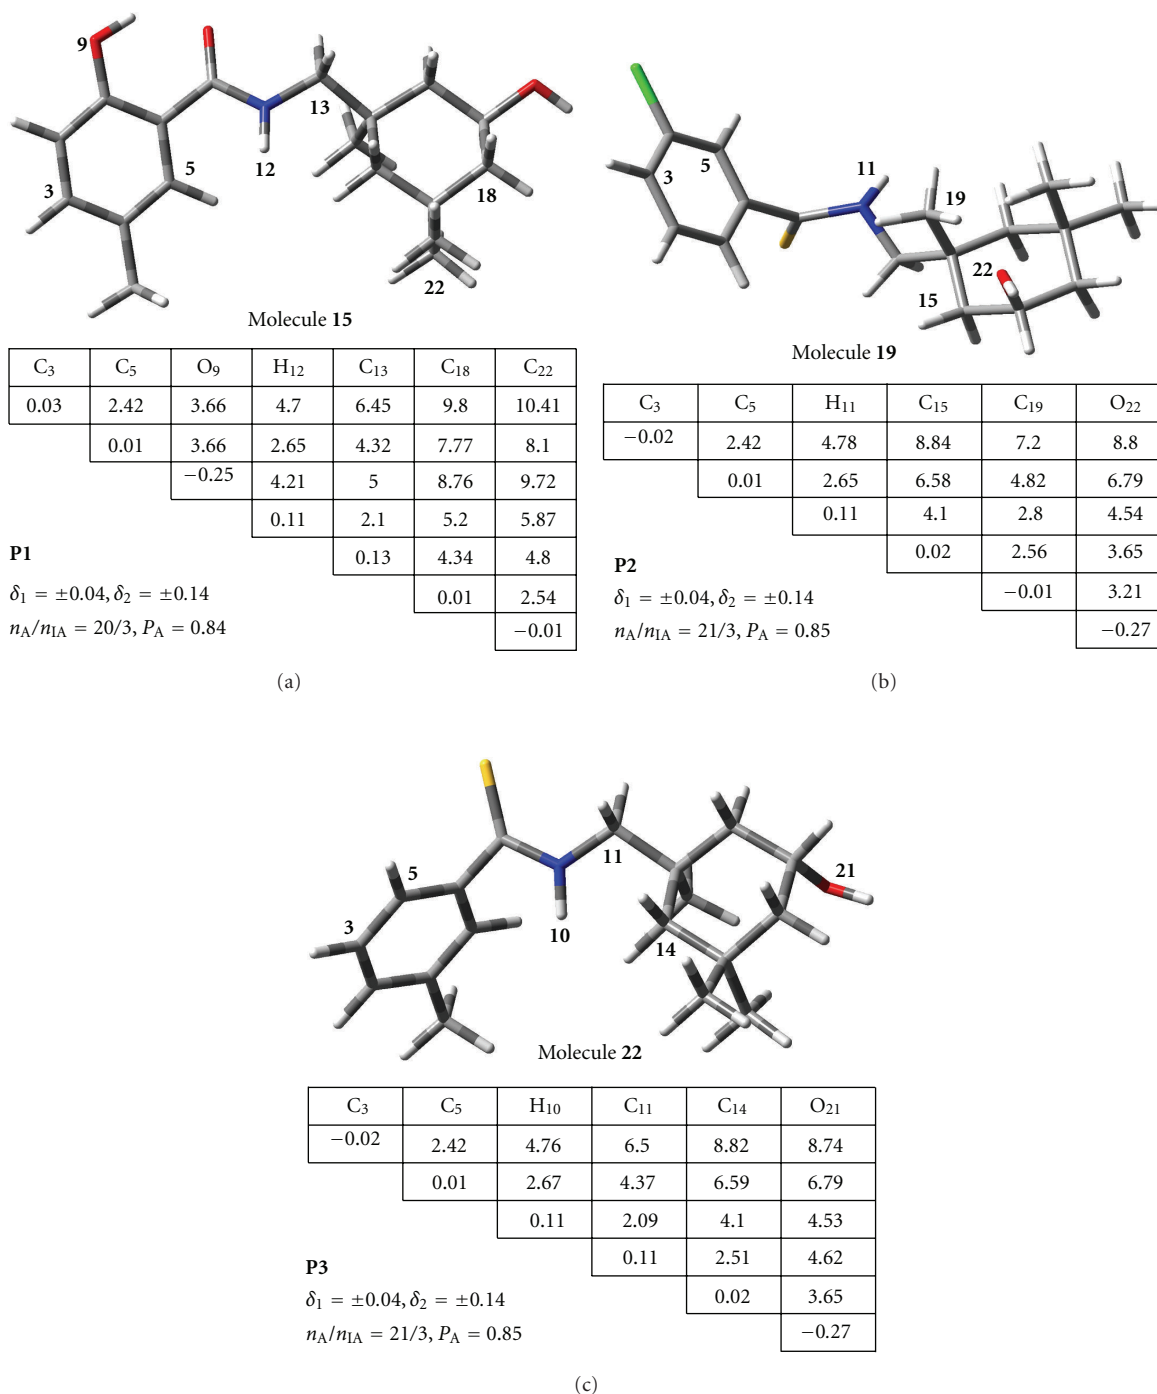 9
13
12
3
5
18
22
Molecule 15
C₃ C₅ O₉ H₁₂ C₁₃ C₁₈ C₂₂
0.03 2.42 3.66 4.7 6.45 9.8 10.41
0.01 3.66 2.65 4.32 7.77 8.1
−0.25 4.21 5 8.76 9.72
0.11 2.1 5.2 5.87
P1 0.13 4.34 4.8
δ₁ = ±0.04, δ₂ = ±0.14 0.01 2.54
nA/nIA = 20/3, PA = 0.84 −0.01
(a)
3
5
11
19
22
15
Molecule 19
C₃ C₅ H₁₁ C₁₅ C₁₉ O₂₂
−0.02 2.42 4.78 8.84 7.2 8.8
0.01 2.65 6.58 4.82 6.79
0.11 4.1 2.8 4.54
P2 0.02 2.56 3.65
δ₁ = ±0.04, δ₂ = ±0.14 −0.01 3.21
nA/nIA = 21/3, PA = 0.85 −0.27
(b)
11
5
21
3
10
14
Molecule 22
C₃ C₅ H₁₀ C₁₁ C₁₄ O₂₁
−0.02 2.42 4.76 6.5 8.82 8.74
0.01 2.67 4.37 6.59 6.79
0.11 2.09 4.1 4.53
P3 0.11 2.51 4.62
δ₁ = ±0.04, δ₂ = ±0.14 0.02 3.65
nA/nIA = 21/3, PA = 0.85 −0.27
(c)